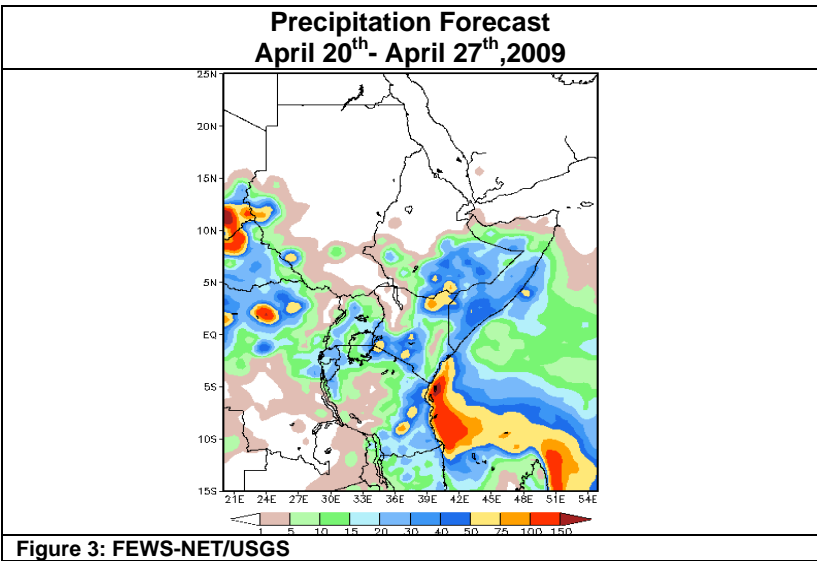 Precipitation Forecast
April 20th- April 27th,2009
25N
20N
15N
10N
5N
EQ
5S
10S
15S
21E 24E 27E 30E 33E 36E 39E 42E 45E 48E 51E 54E
1 5 10 15 20 30 40 50 75 100 150
Figure 3: FEWS-NET/USGS